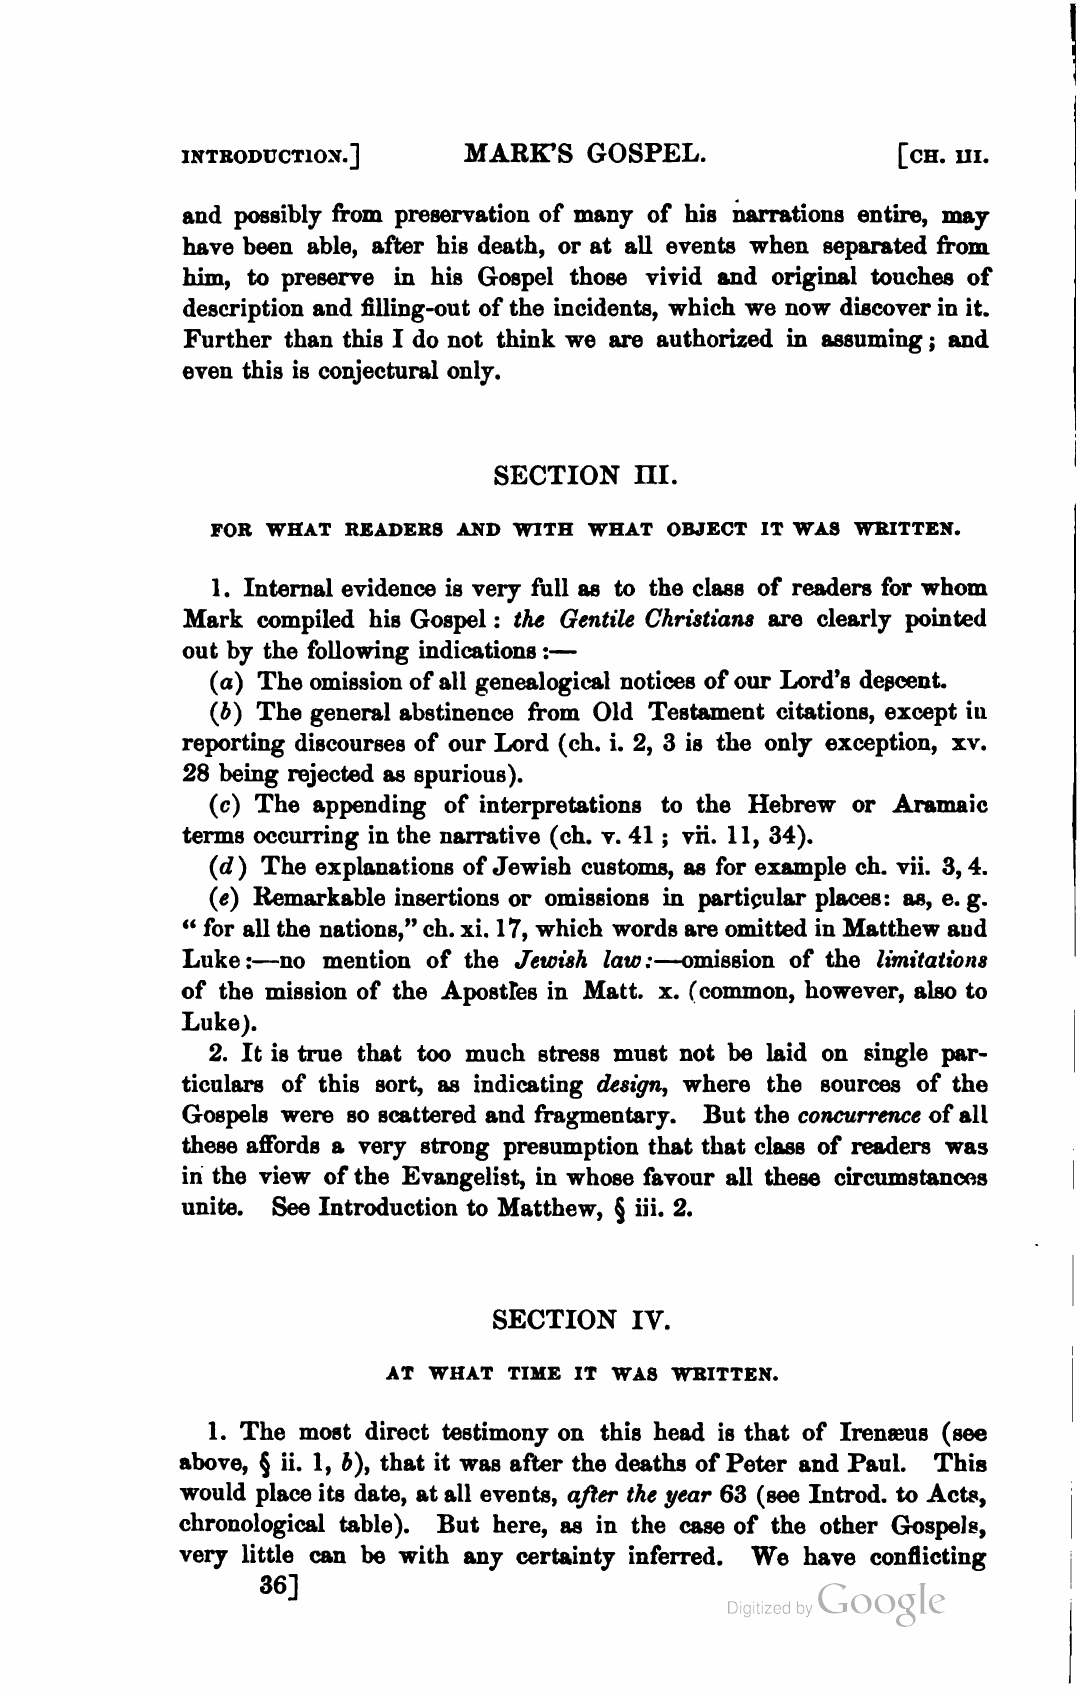 INTRODUCTION.] MARK'S GOSPEL. [CH. III.
and possibly from preservation of many of his narrations entire, may
have been able, after his death, or at all events when separated from
him, to preserve in his Gospel those vivid and original touches of
description and filling-out of the incidents, which we now discover in it.
Further than this I do not think we are authorized in assuming; and
even this is conjectural only.
SECTION III.
FOR WHAT READERS AND WITH WHAT OBJECT IT WAS WRITTEN.
1. Internal evidence is very full as to the class of readers for whom
Mark compiled his Gospel: the Gentile Christians are clearly pointed
out by the following indications:—
(a) The omission of all genealogical notices of our Lord's descent.
(b) The general abstinence from Old Testament citations, except in
reporting discourses of our Lord (ch. i. 2, 3 is the only exception, xv.
28 being rejected as spurious).
(c) The appending of interpretations to the Hebrew or Aramaic
terms occurring in the narrative (ch. v. 41; vii. 11, 34).
(d) The explanations of Jewish customs, as for example ch. vii. 3, 4.
(e) Remarkable insertions or omissions in particular places: as, e. g.
"for all the nations," ch. xi. 17, which words are omitted in Matthew and
Luke:—no mention of the Jewish law:—omission of the limitations
of the mission of the Apostles in Matt. x. (common, however, also to
Luke).
2. It is true that too much stress must not be laid on single par-
ticulars of this sort, as indicating design, where the sources of the
Gospels were so scattered and fragmentary. But the concurrence of all
these affords a very strong presumption that that class of readers was
in the view of the Evangelist, in whose favour all these circumstances
unite. See Introduction to Matthew, § iii. 2.
SECTION IV.
AT WHAT TIME IT WAS WRITTEN.
1. The most direct testimony on this head is that of Irenæus (see
above, § ii. 1, b), that it was after the deaths of Peter and Paul. This
would place its date, at all events, after the year 63 (see Introd. to Acts,
chronological table). But here, as in the case of the other Gospels,
very little can be with any certainty inferred. We have conflicting
36]
Digitized by Google